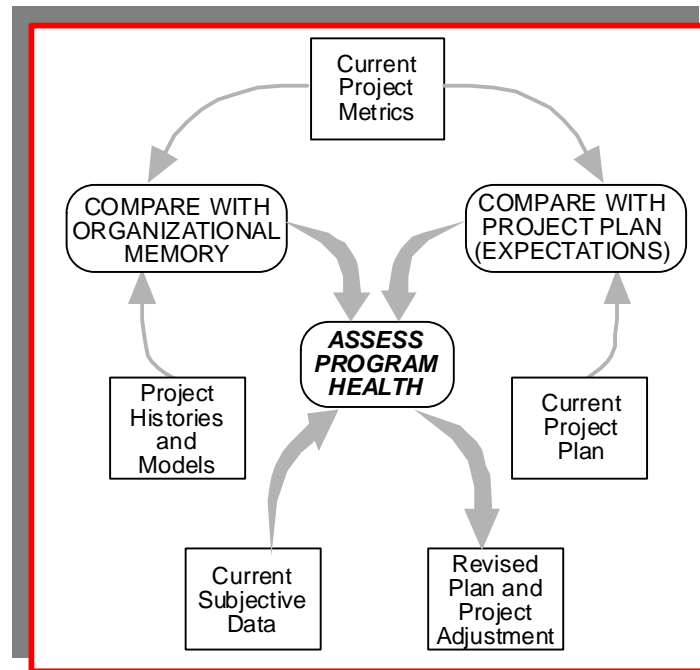 Current
Project
Metrics
COMPARE WITH
ORGANIZATIONAL
MEMORY
COMPARE WITH
PROJECT PLAN
(EXPECTATIONS)
ASSESS
PROGRAM
HEALTH
Project
Histories
and
Models
Current
Project
Plan
Current
Subjective
Data
Revised
Plan and
Project
Adjustment